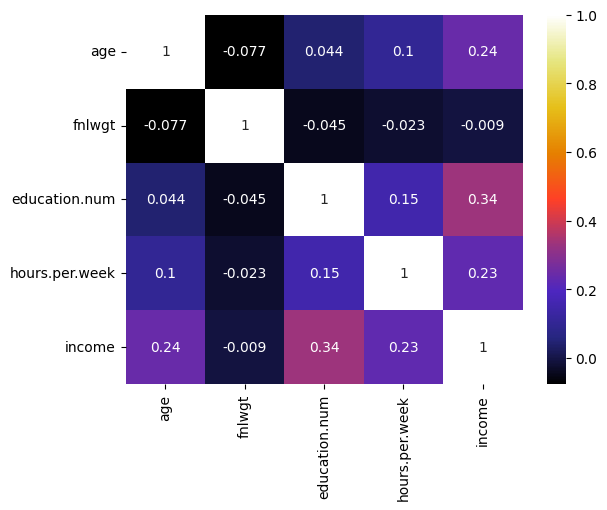 1.0
age 1 -0.077 0.044 0.1 0.24
0.8
fnlwgt -0.077 1 -0.045 -0.023 -0.009
0.6
education.num 0.044 -0.045 1 0.15 0.34
0.4
hours.per.week 0.1 -0.023 0.15 1 0.23
0.2
income 0.24 -0.009 0.34 0.23 1
0.0
age
fnlwgt
education.num
hours.per.week
income